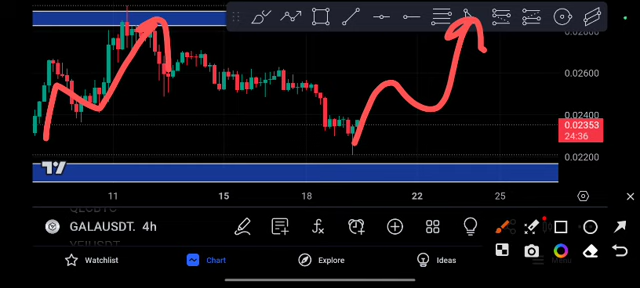 0.02600
0.02400
0.02353
24:36
0.02200
11
15
18
22
25
GALAUSDT. 4h
Watchlist
Chart
Explore
Ideas